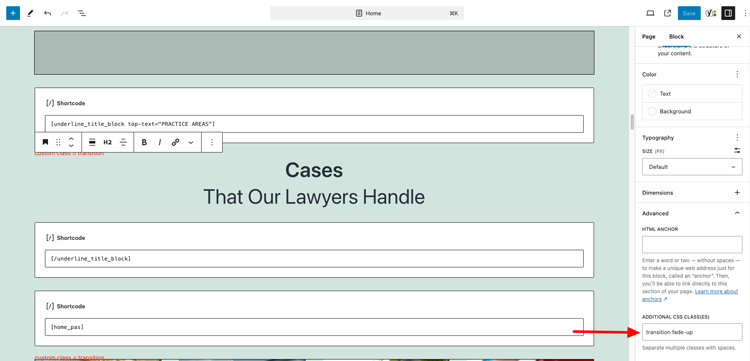 Home
⌘K
Save
Page
Block
understand the structure of
your content.
Color
Text
Background
Typography
SIZE (PX)
Default
Dimensions
Advanced
HTML ANCHOR
Enter a word or two — without spaces —
to make a unique web address just for
this block, called an "anchor". Then,
you'll be able to link directly to this
section of your page. Learn more about
anchors ↗
ADDITIONAL CSS CLASS(ES)
transition fade-up
Separate multiple classes with spaces.
[/] Shortcode
[underline_title_block top-text="PRACTICE AREAS"]
H2
B
I
custom class = transition
Cases
That Our Lawyers Handle
[/] Shortcode
[/underline_title_block]
[/] Shortcode
[home_pas]
custom class = transition